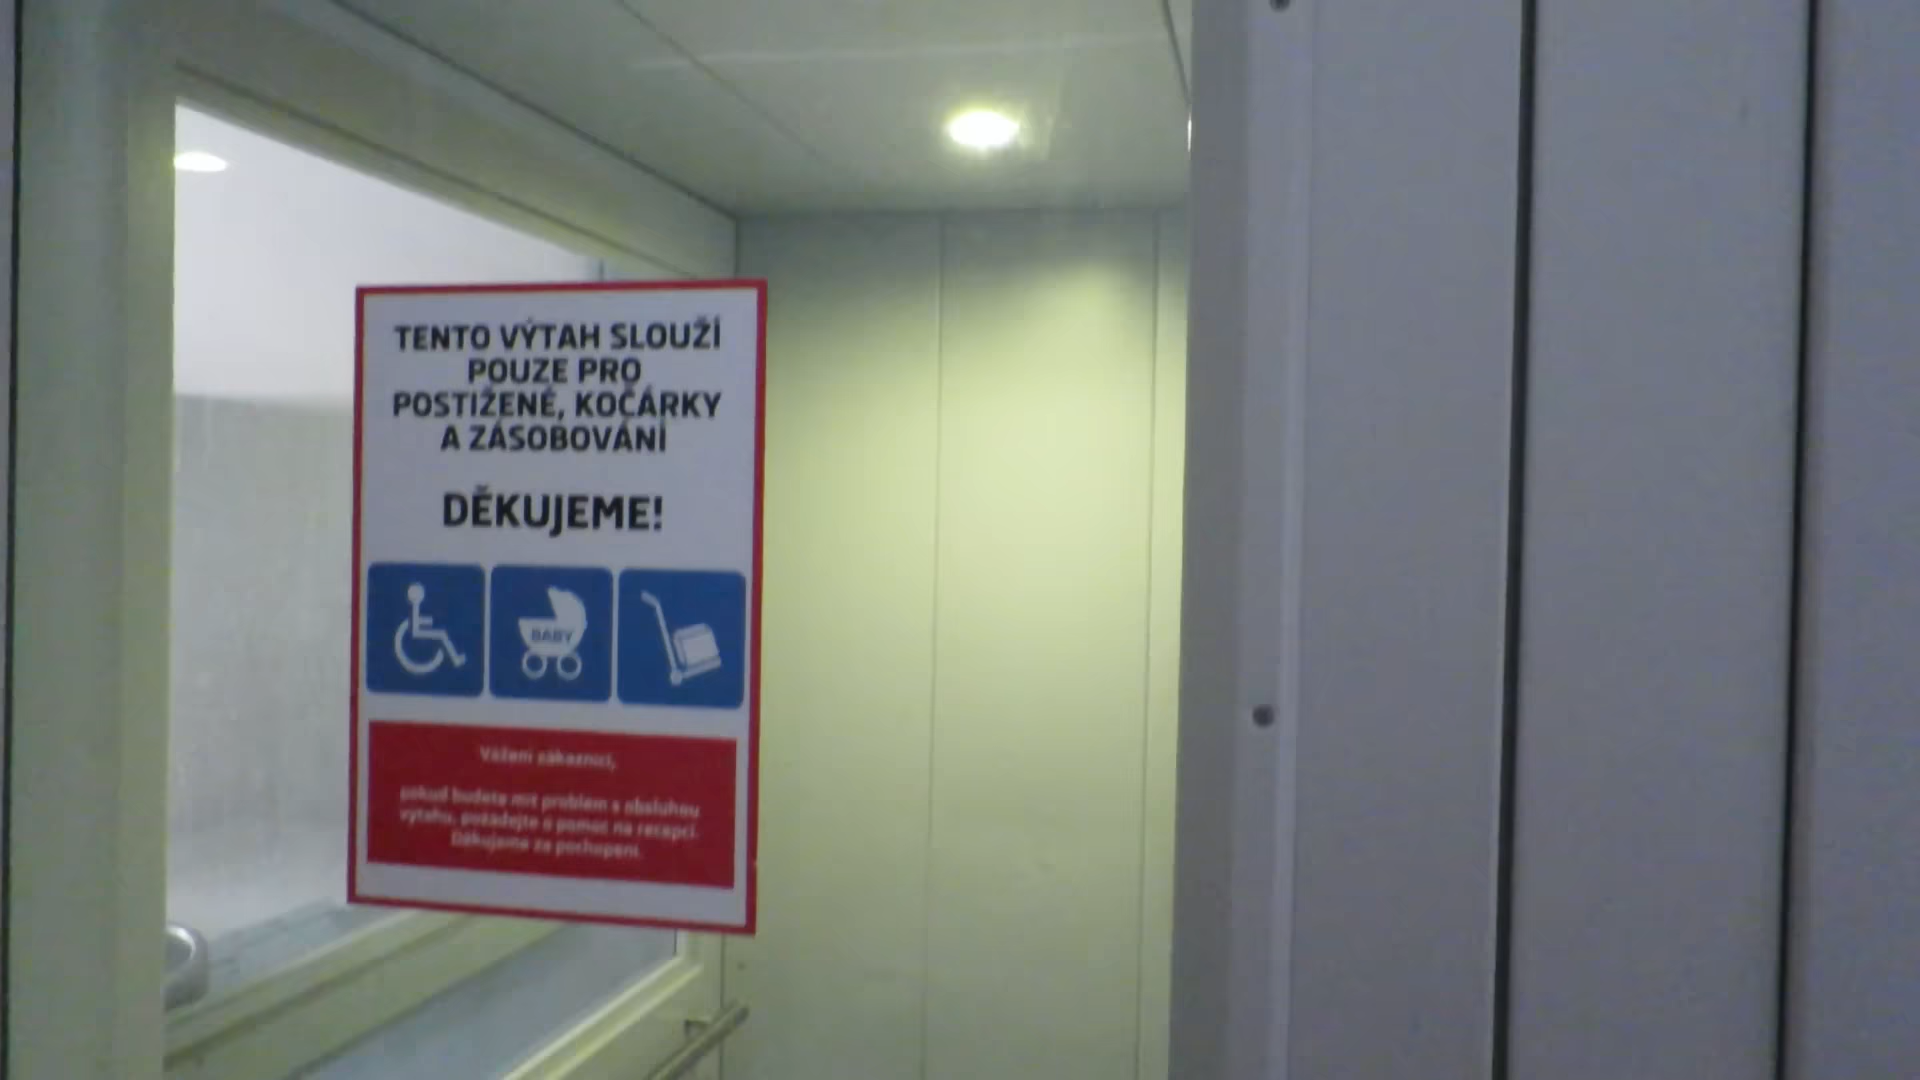 TENTO VÝTAH SLOUŽÍ
POUZE PRO
POSTIŽENÉ, KOČÁRKY
A ZÁSOBOVÁNÍ
DĚKUJEME!
BABY
Vážení zákazníci,
pokud budete mít problém s obsluhou
výtahu, požádejte o pomoc na recepci.
Děkujeme za pochopení.